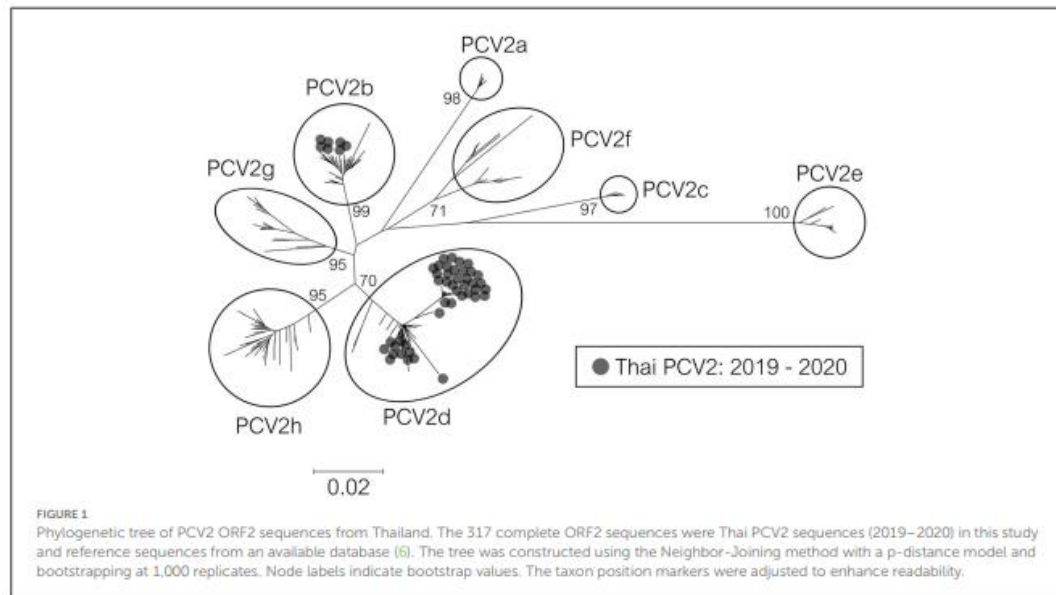 PCV2a
PCV2b
98
PCV2f
PCV2g
PCV2c
PCV2e
99
71
97
100
95
70
95
Thai PCV2: 2019 - 2020
PCV2d
PCV2h
0.02
FIGURE 1
Phylogenetic tree of PCV2 ORF2 sequences from Thailand. The 317 complete ORF2 sequences were Thai PCV2 sequences (2019–2020) in this study
and reference sequences from an available database (6). The tree was constructed using the Neighbor-Joining method with a p-distance model and
bootstrapping at 1,000 replicates. Node labels indicate bootstrap values. The taxon position markers were adjusted to enhance readability.